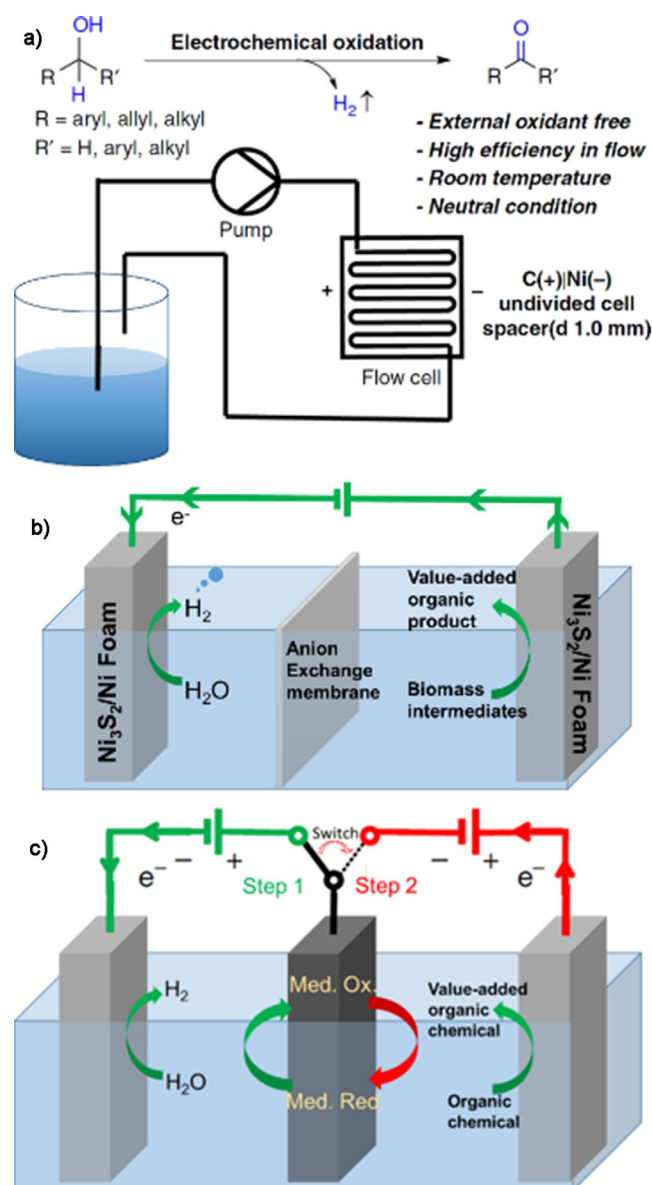 a)
OH
R
R′
H
Electrochemical oxidation
H₂↑
O
R
R′
R = aryl, allyl, alkyl
R′ = H, aryl, alkyl
- External oxidant free
- High efficiency in flow
- Room temperature
- Neutral condition
Pump
+
−
C(+)|Ni(−)
undivided cell
spacer(d 1.0 mm)
Flow cell
b)
e⁻
Ni₃S₂/Ni Foam
H₂
H₂O
Anion
Exchange
membrane
Value-added
organic
product
Biomass
intermediates
Ni₃S₂/Ni Foam
c)
Switch
e⁻
−
+
Step 1
Step 2
−
+
e⁻
H₂
H₂O
Med. Ox.
Med. Red.
Value-added
organic
chemical
Organic
chemical